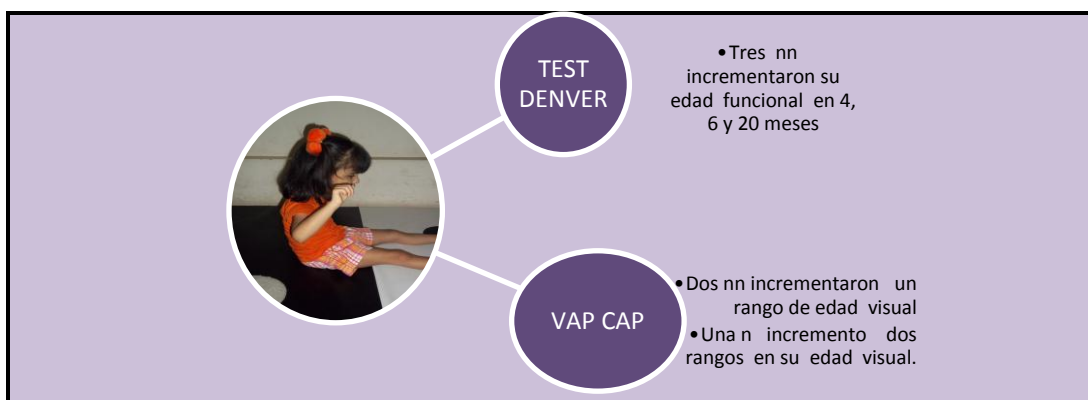 TEST
DENVER
•Tres nn
incrementaron su
edad funcional en 4,
6 y 20 meses
VAP CAP
•Dos nn incrementaron un
rango de edad visual
•Una n incremento dos
rangos en su edad visual.